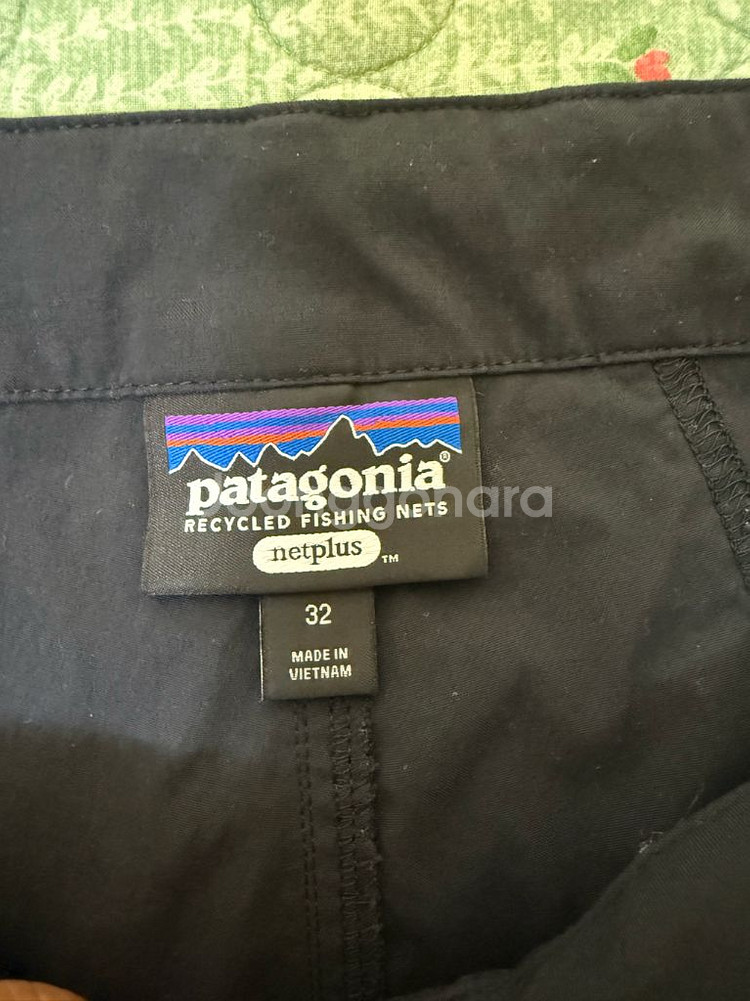 patagonia®
RECYCLED FISHING NETS
netplus™
32
MADE IN
VIETNAM